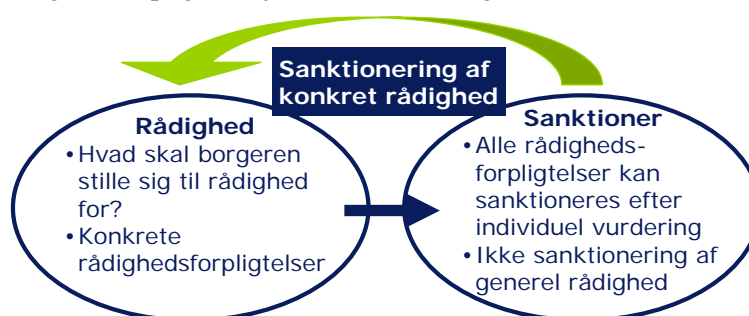 Sanktionering af
konkret rådighed
Rådighed
• Hvad skal borgeren
stille sig til rådighed
for?
• Konkrete
rådighedsforpligtelser
Sanktioner
• Alle rådigheds-
forpligtelser kan
sanktioneres efter
individuel vurdering
• Ikke sanktionering af
generel rådighed